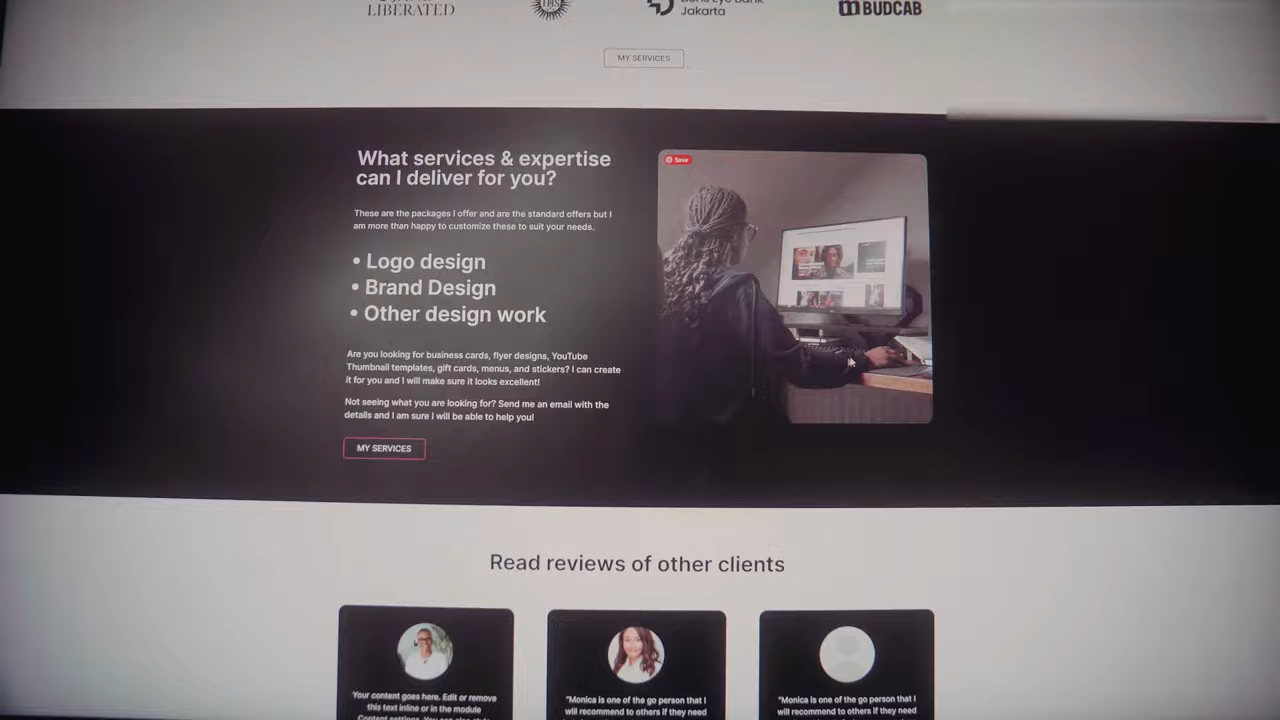 LIBERATED
Jakarta
BUDCAB
MY SERVICES
What services & expertise
can I deliver for you?
Save
These are the packages I offer and are the standard offers but I
am more than happy to customize these to suit your needs.
• Logo design
• Brand Design
• Other design work
Are you looking for business cards, flyer designs, YouTube
Thumbnail templates, gift cards, menus, and stickers? I can create
it for you and I will make sure it looks excellent!
Not seeing what you are looking for? Send me an email with the
details and I am sure I will be able to help you!
MY SERVICES
Read reviews of other clients
Your content goes here. Edit or remove
this text inline or in the module
"Monica is one of the go person that I
will recommend to others if they need
"Monica is one of the go person that I
will recommend to others if they need